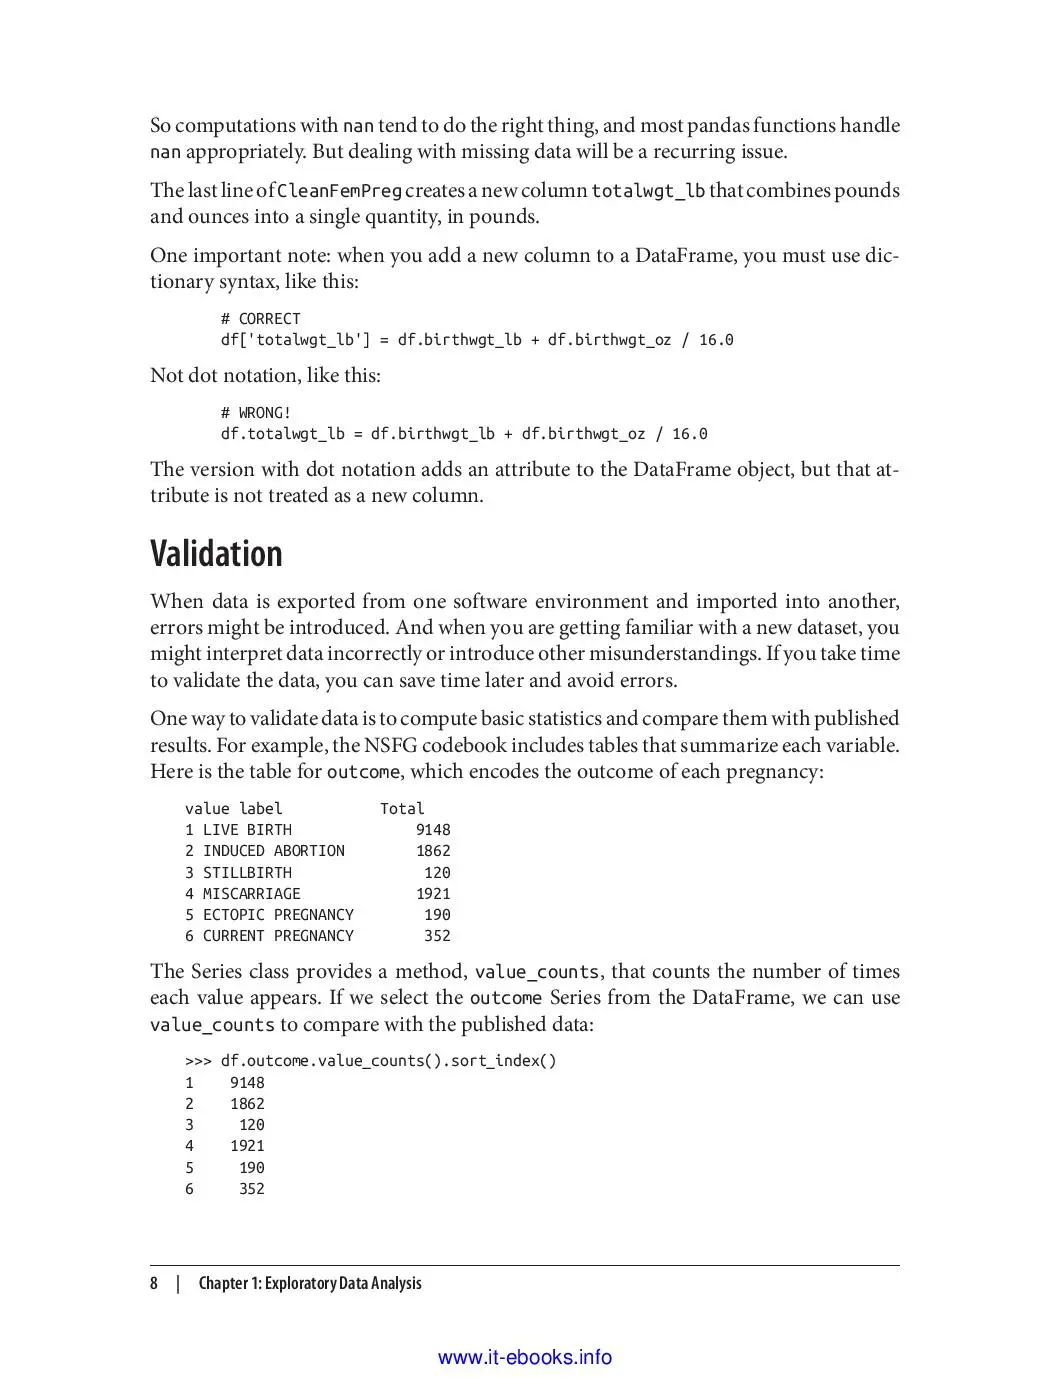 So computations with nan tend to do the right thing, and most pandas functions handle
nan appropriately. But dealing with missing data will be a recurring issue.
The last line of CleanFemPreg creates a new column totalwgt_lb that combines pounds
and ounces into a single quantity, in pounds.
One important note: when you add a new column to a DataFrame, you must use dic-
tionary syntax, like this:
# CORRECT
df['totalwgt_lb'] = df.birthwgt_lb + df.birthwgt_oz / 16.0
Not dot notation, like this:
# WRONG!
df.totalwgt_lb = df.birthwgt_lb + df.birthwgt_oz / 16.0
The version with dot notation adds an attribute to the DataFrame object, but that at-
tribute is not treated as a new column.
Validation
When data is exported from one software environment and imported into another,
errors might be introduced. And when you are getting familiar with a new dataset, you
might interpret data incorrectly or introduce other misunderstandings. If you take time
to validate the data, you can save time later and avoid errors.
One way to validate data is to compute basic statistics and compare them with published
results. For example, the NSFG codebook includes tables that summarize each variable.
Here is the table for outcome, which encodes the outcome of each pregnancy:
value label Total
1 LIVE BIRTH 9148
2 INDUCED ABORTION 1862
3 STILLBIRTH 120
4 MISCARRIAGE 1921
5 ECTOPIC PREGNANCY 190
6 CURRENT PREGNANCY 352
The Series class provides a method, value_counts, that counts the number of times
each value appears. If we select the outcome Series from the DataFrame, we can use
value_counts to compare with the published data:
>>> df.outcome.value_counts().sort_index()
1 9148
2 1862
3 120
4 1921
5 190
6 352
8 | Chapter 1: Exploratory Data Analysis
www.it-ebooks.info